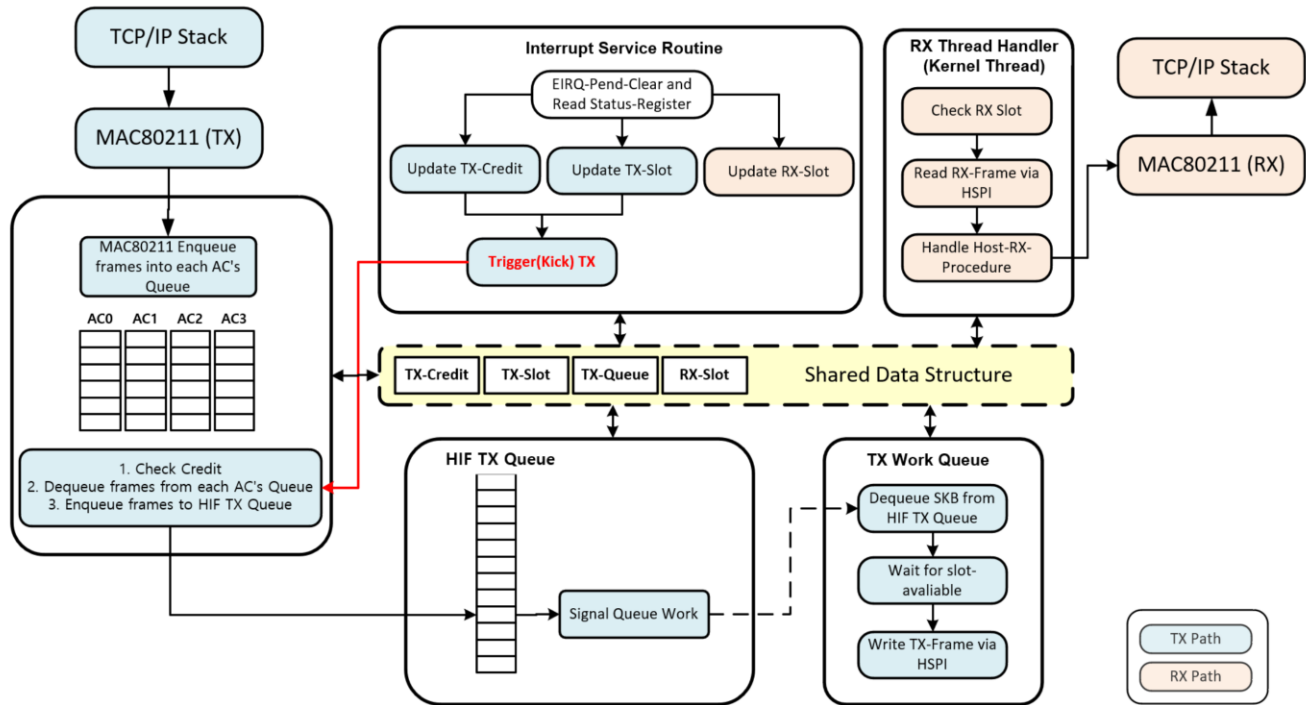 TCP/IP Stack
MAC80211 (TX)
MAC80211 Enqueue
frames into each AC's
Queue
AC0 AC1 AC2 AC3
1. Check Credit
2. Dequeue frames from each AC's Queue
3. Enqueue frames to HIF TX Queue
Interrupt Service Routine
EIRQ-Pend-Clear and
Read Status-Register
Update TX-Credit
Update TX-Slot
Update RX-Slot
Trigger(Kick) TX
RX Thread Handler
(Kernel Thread)
Check RX Slot
Read RX-Frame via
HSPI
Handle Host-RX-
Procedure
TCP/IP Stack
MAC80211 (RX)
TX-Credit TX-Slot TX-Queue RX-Slot Shared Data Structure
HIF TX Queue
Signal Queue Work
TX Work Queue
Dequeue SKB from
HIF TX Queue
Wait for slot-
avaliable
Write TX-Frame via
HSPI
TX Path
RX Path